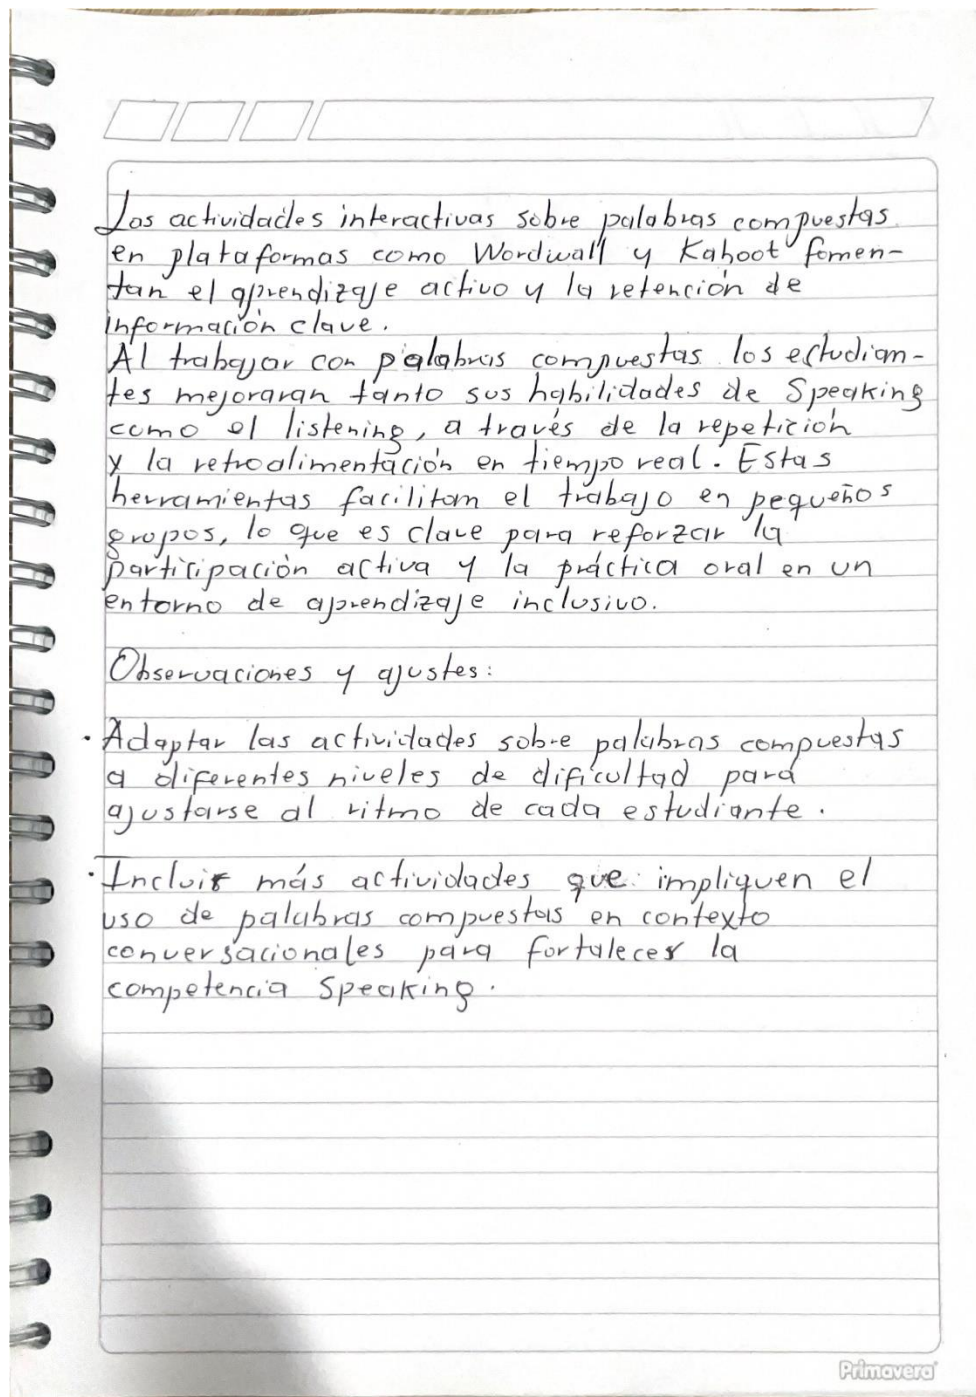 Las actividades interactivas sobre palabras compuestas
en plataformas como Wordwall y Kahoot fomen-
tan el aprendizaje activo y la retención de
información clave.
Al trabajar con palabras compuestas los estudian-
tes mejoraran tanto sus habilidades de Speaking
como el listening, a través de la repetición
y la retroalimentación en tiempo real. Estas
herramientas facilitan el trabajo en pequeños
grupos, lo que es clave para reforzar la
participación activa y la práctica oral en un
entorno de aprendizaje inclusivo.
Observaciones y ajustes:
· Adaptar las actividades sobre palabras compuestas
a diferentes niveles de dificultad para
ajustarse al ritmo de cada estudiante.
· Incluir más actividades que impliquen el
uso de palabras compuestas en contexto
conversacionales para fortalecer la
competencia Speaking.
Primavera